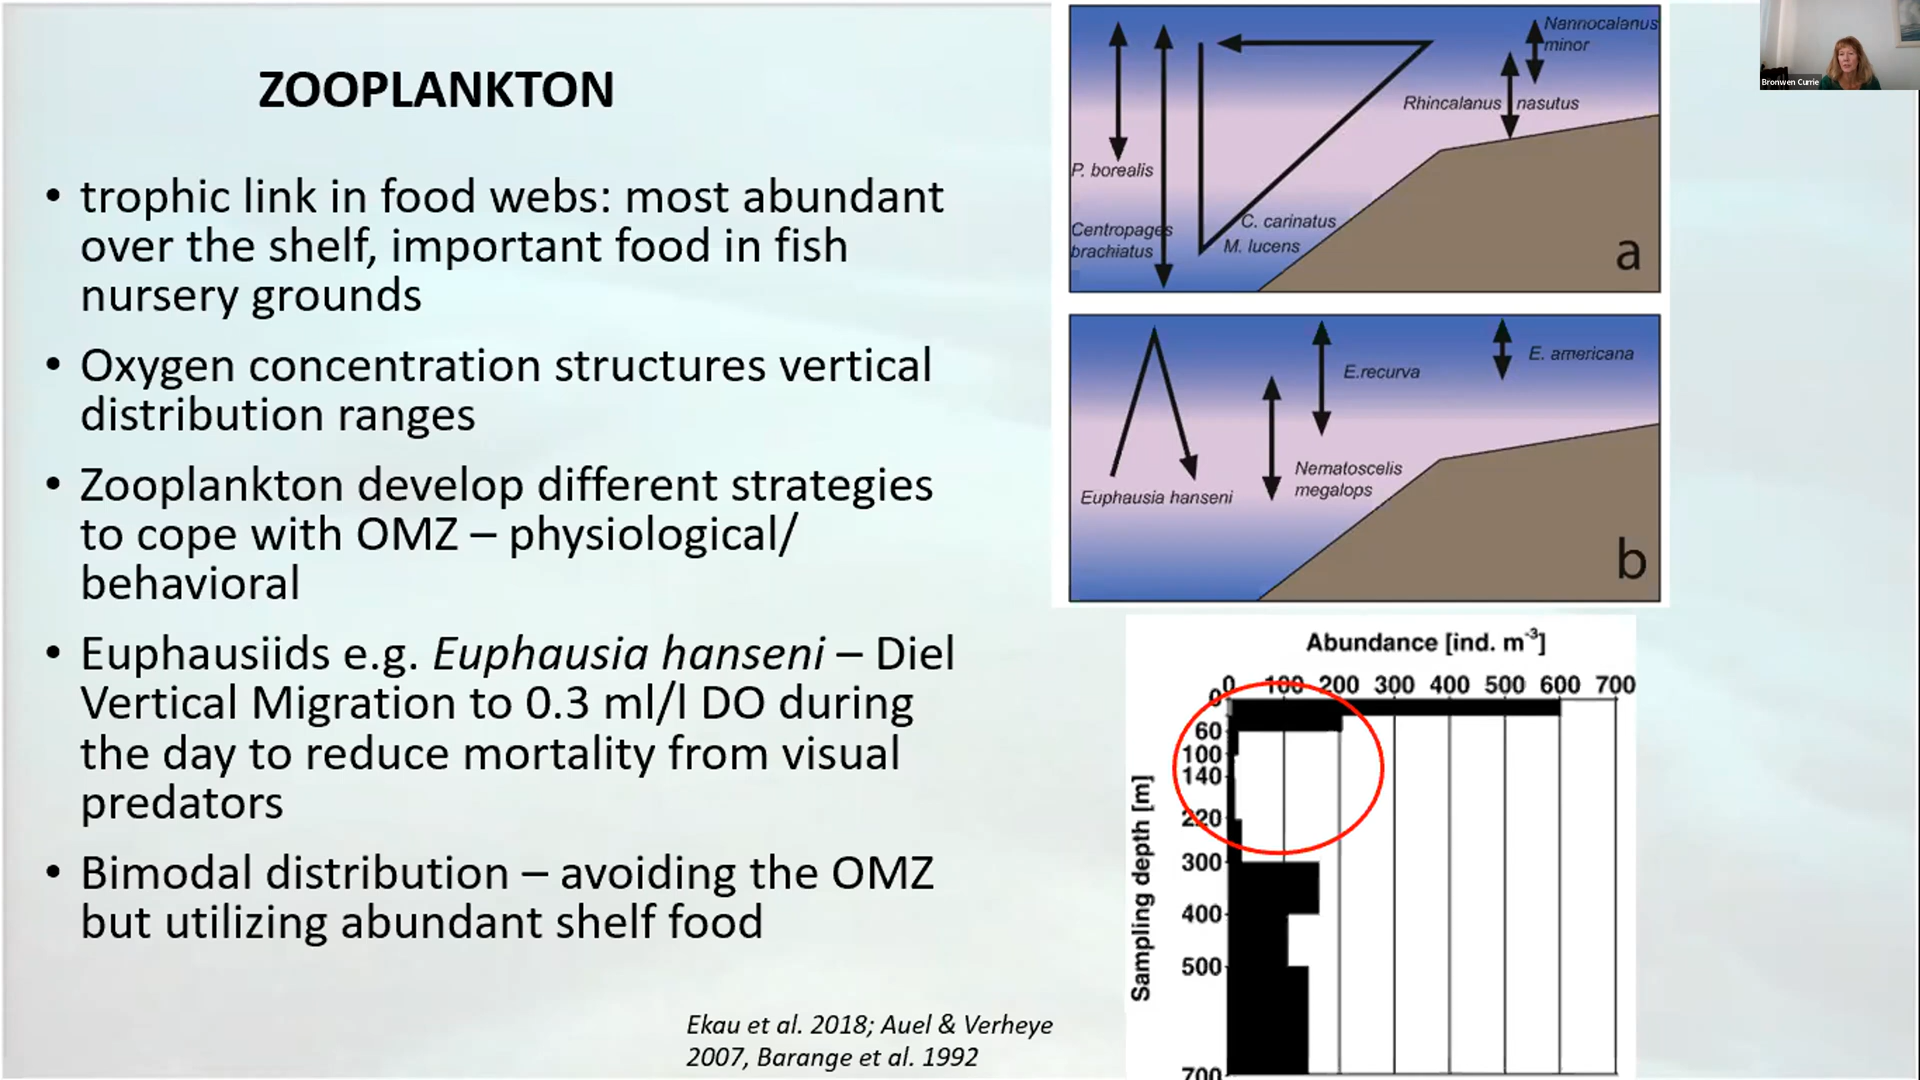 ZOOPLANKTON
• trophic link in food webs: most abundant
over the shelf, important food in fish
nursery grounds
• Oxygen concentration structures vertical
distribution ranges
• Zooplankton develop different strategies
to cope with OMZ – physiological/
behavioral
• Euphausiids e.g. Euphausia hanseni – Diel
Vertical Migration to 0.3 ml/l DO during
the day to reduce mortality from visual
predators
• Bimodal distribution – avoiding the OMZ
but utilizing abundant shelf food
Ekau et al. 2018; Auel & Verheye
2007, Barange et al. 1992
Nannocalanus
minor
Rhincalanus nasutus
P. borealis
Centropages
brachiatus
C. carinatus
M. lucens
a
E. americana
E.recurva
Nematoscelis
megalops
Euphausia hanseni
b
Abundance [ind. m-3]
0 100 200 300 400 500 600 700
0
60
100
140
220
300
400
500
700
Sampling depth [m]
Bronwen Currie